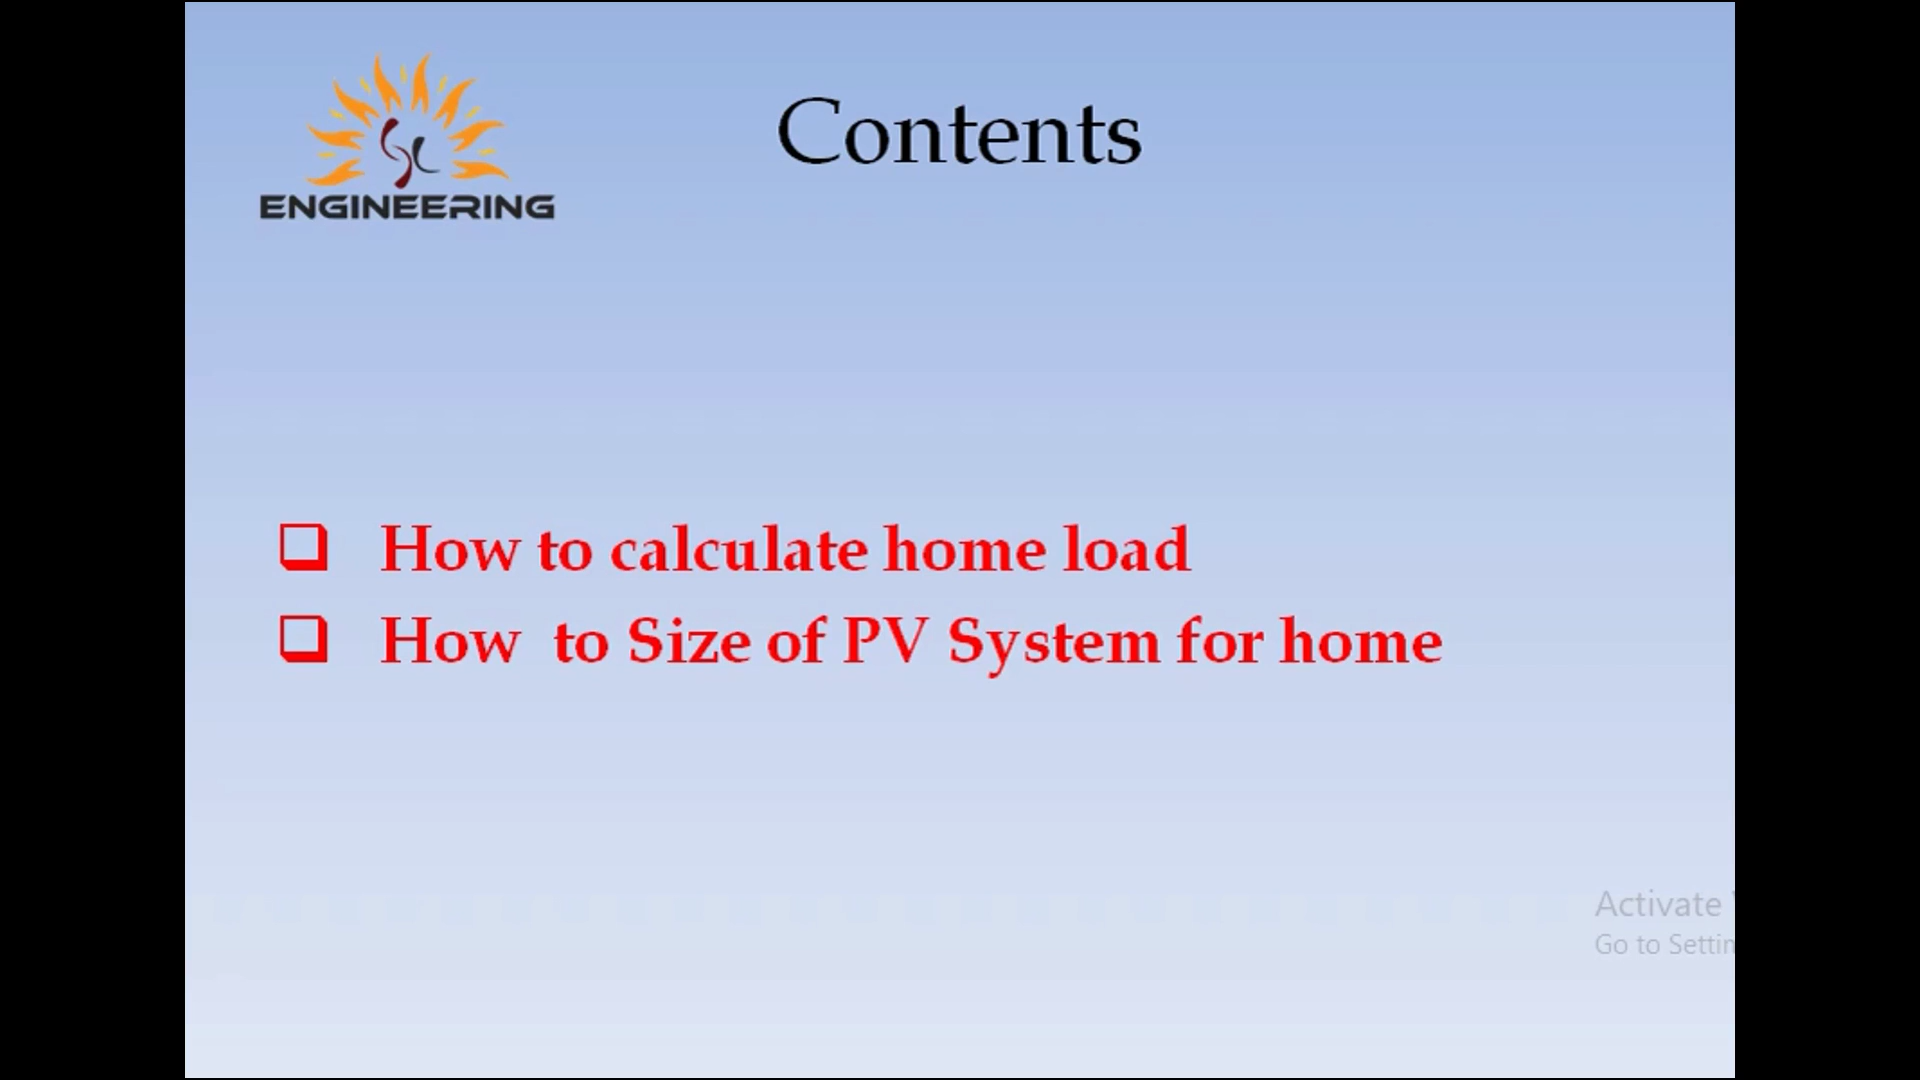 SC
ENGINEERING
Contents
How to calculate home load
How to Size of PV System for home
Activate
Go to Settin